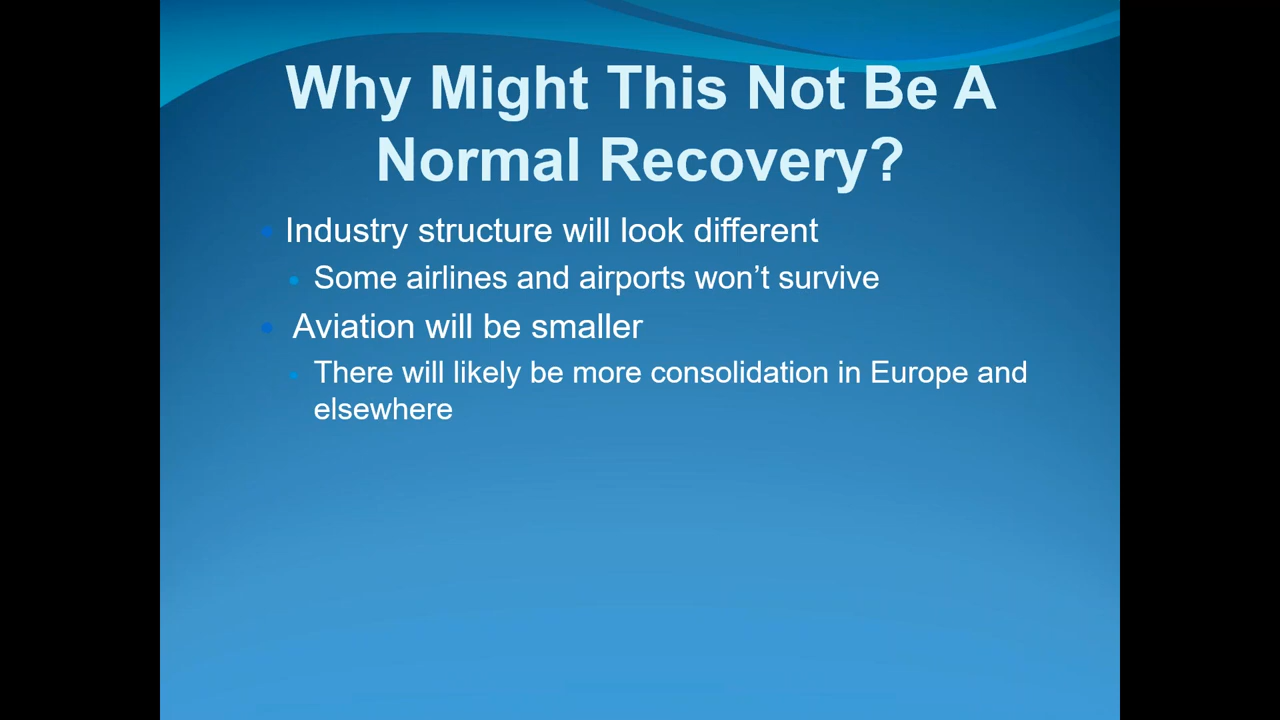 Why Might This Not Be A
Normal Recovery?
Industry structure will look different
Some airlines and airports won’t survive
Aviation will be smaller
There will likely be more consolidation in Europe and
elsewhere